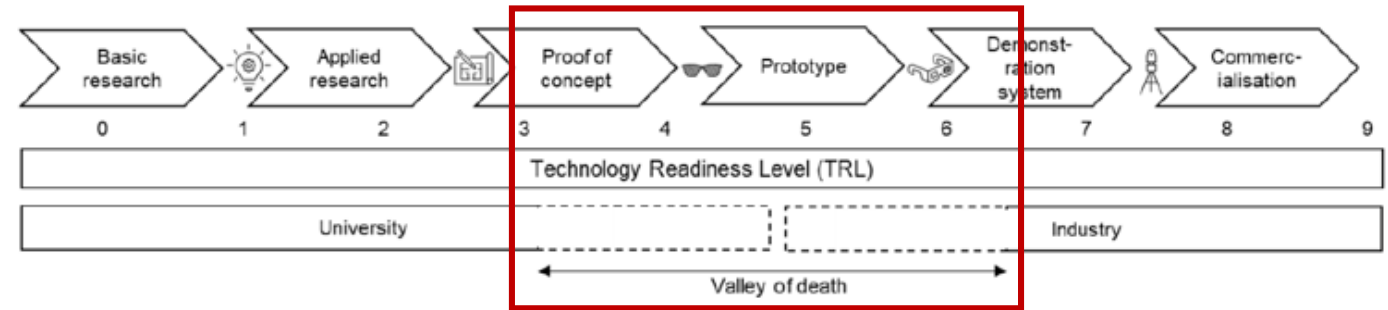 Basic
research
Applied
research
Proof of
concept
Prototype
Demonst-
ration
system
Commerc-
ialisation
0 1 2 3 4 5 6 7 8 9
Technology Readiness Level (TRL)
University
Industry
Valley of death